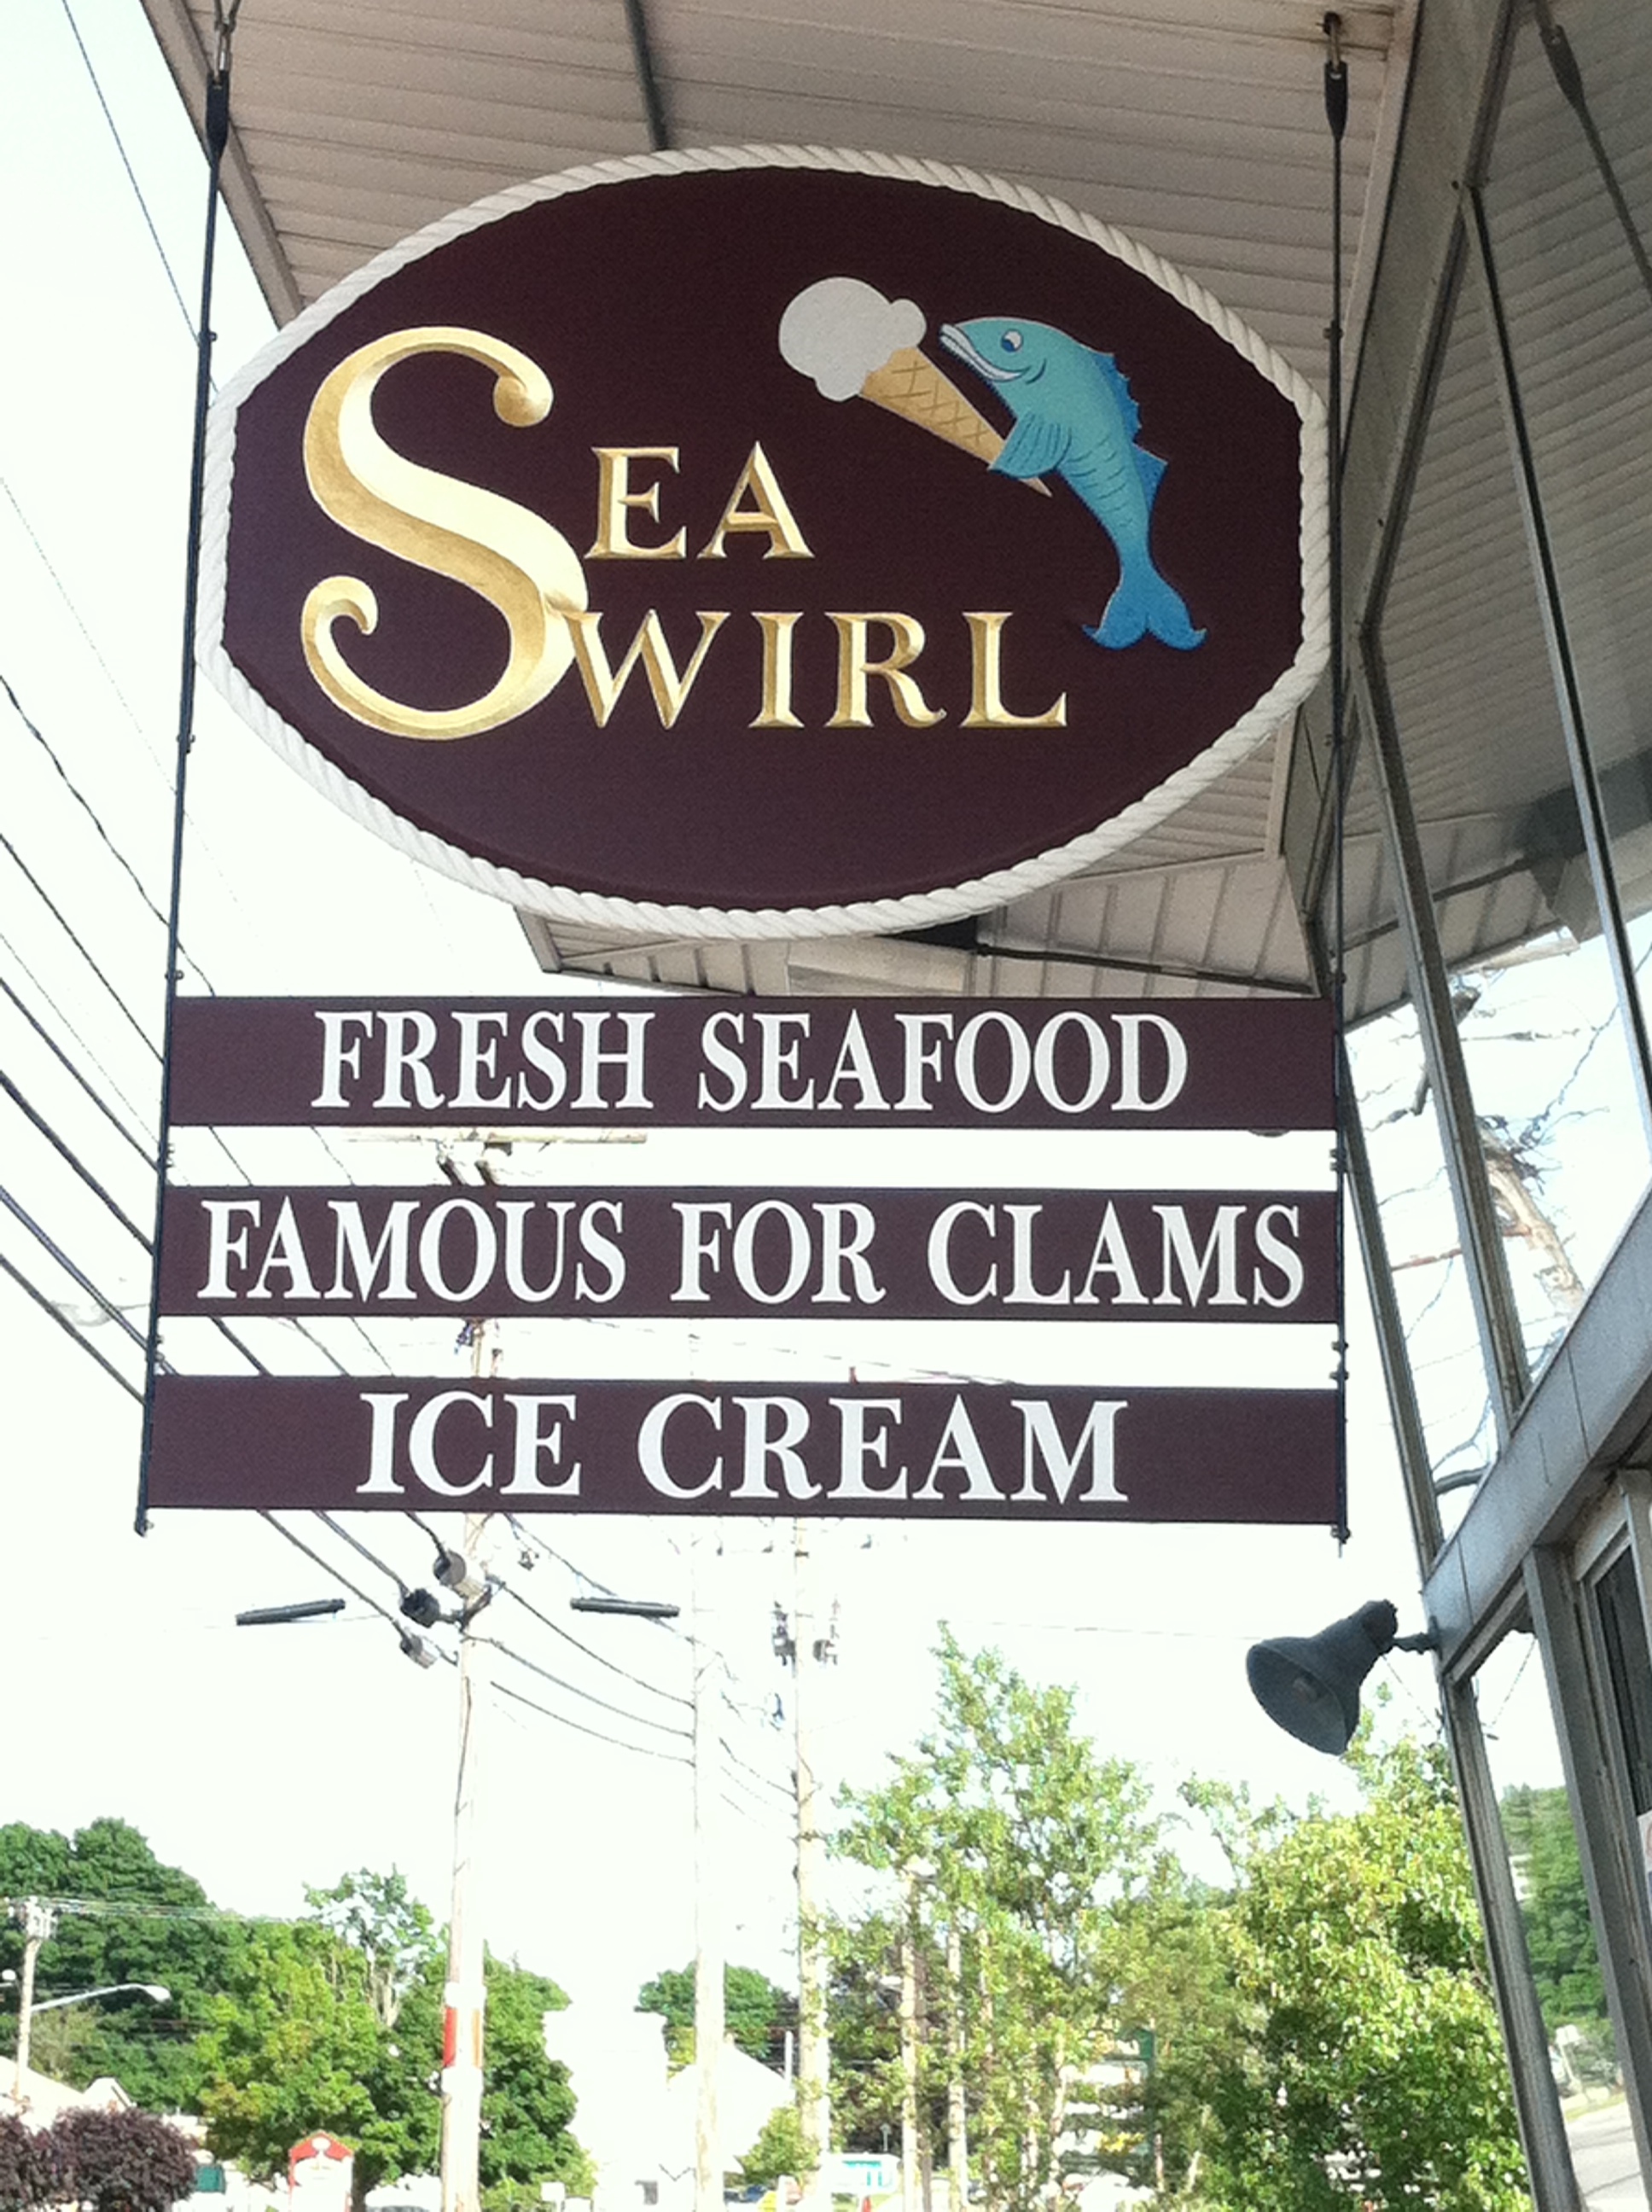 SEA
SWIRL
FRESH SEAFOOD
FAMOUS FOR CLAMS
ICE CREAM